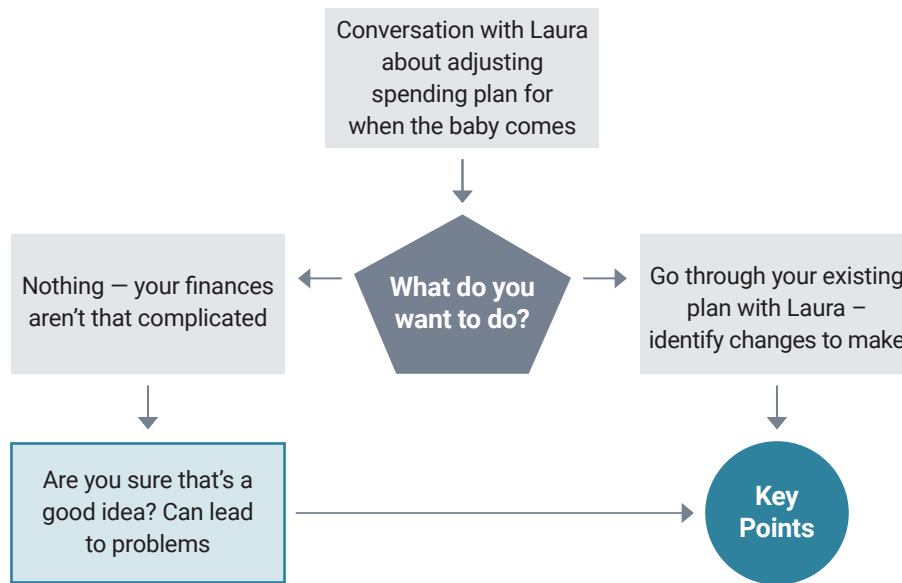 Conversation with Laura
about adjusting
spending plan for
when the baby comes
Nothing — your finances
aren’t that complicated
What do you
want to do?
Go through your existing
plan with Laura –
identify changes to make
Are you sure that’s a
good idea? Can lead
to problems
Key
Points